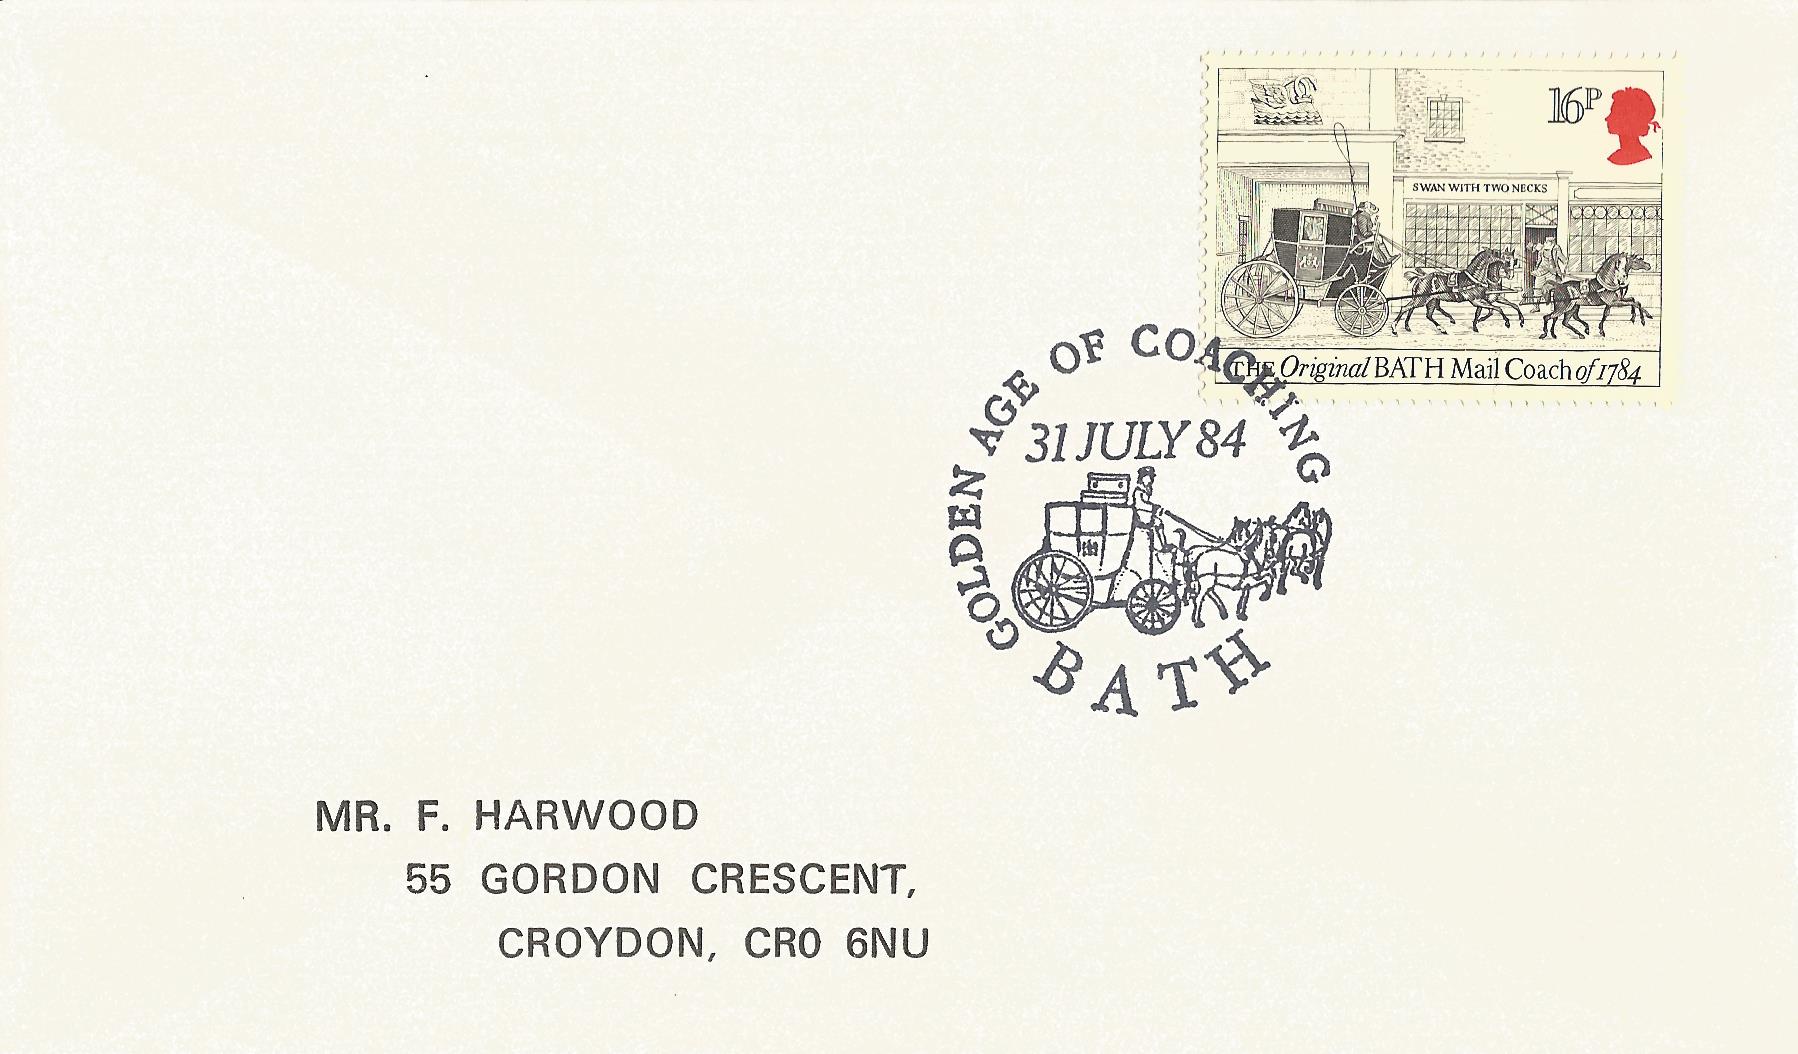 16P
SWAN WITH TWO NECKS
THE Original BATH Mail Coach of 1784
GOLDEN AGE OF COACHING
31 JULY 84
BATH
MR. F. HARWOOD
55 GORDON CRESCENT,
CROYDON, CR0 6NU